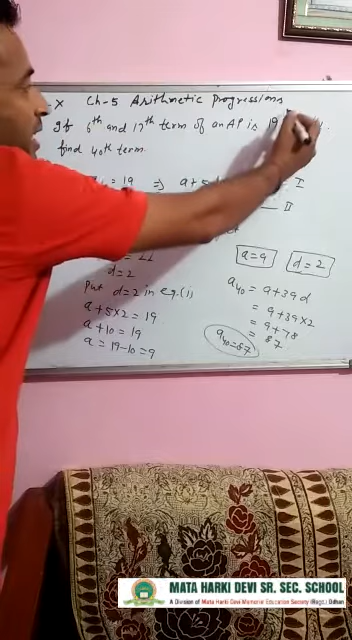 X Ch-5 Arithmetic Progressions
If 6th and 17th term of an AP is 19
find 40th term.
= 19 ⇒ a+5 I
II
= 22
d=2
a=9 d=2
Put d=2 in eq.(1)
a+5×2=19
a+10=19
a=19-10=9
a40 = a+39d
= 9+39×2
= 9+78
= 87
a40=87
MATA HARKI DEVI SR. SEC. SCHOOL
A Division of Mata Harki Devi Memorial Education Society (Regd.) Odhan